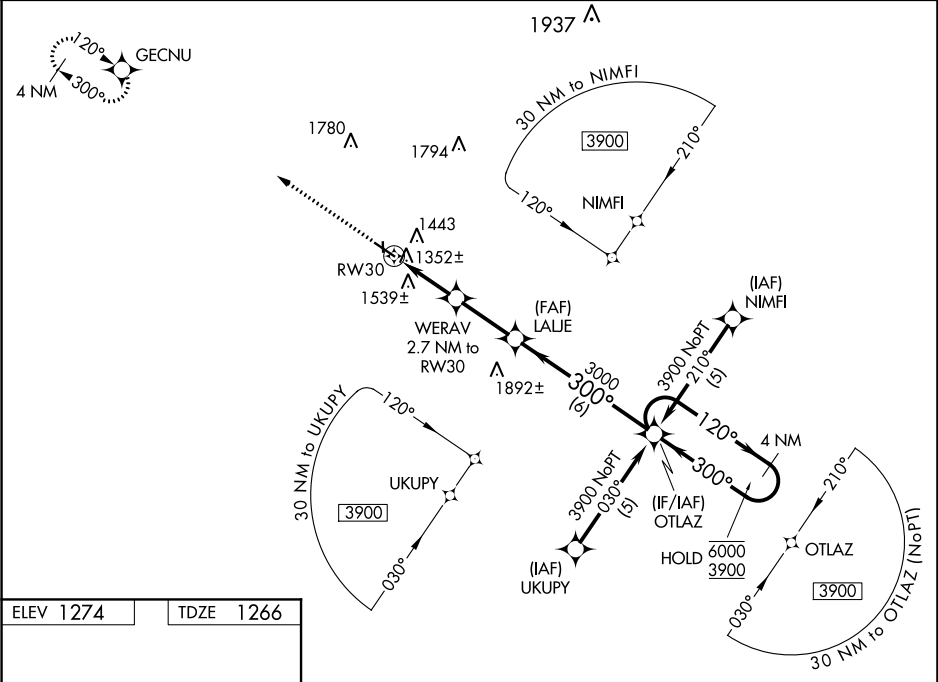 1937
120°
GECNU
4 NM
300°
30 NM to NIMFI
3900
210°
120°
NIMFI
1780
1794
1443
1352±
RW30
1539±
WERAV
2.7 NM to
RW30
(FAF)
LALJE
1892±
3000
300°
(6)
(IAF)
NIMFI
3900 NoPT
210°
(5)
120°
4 NM
300°
3900 NoPT
030°
(5)
(IF/IAF)
OTLAZ
HOLD
6000
3900
(IAF)
UKUPY
30 NM to UKUPY
120°
UKUPY
3900
030°
210°
OTLAZ
3900
030°
30 NM to OTLAZ (NoPT)
ELEV 1274
TDZE 1266